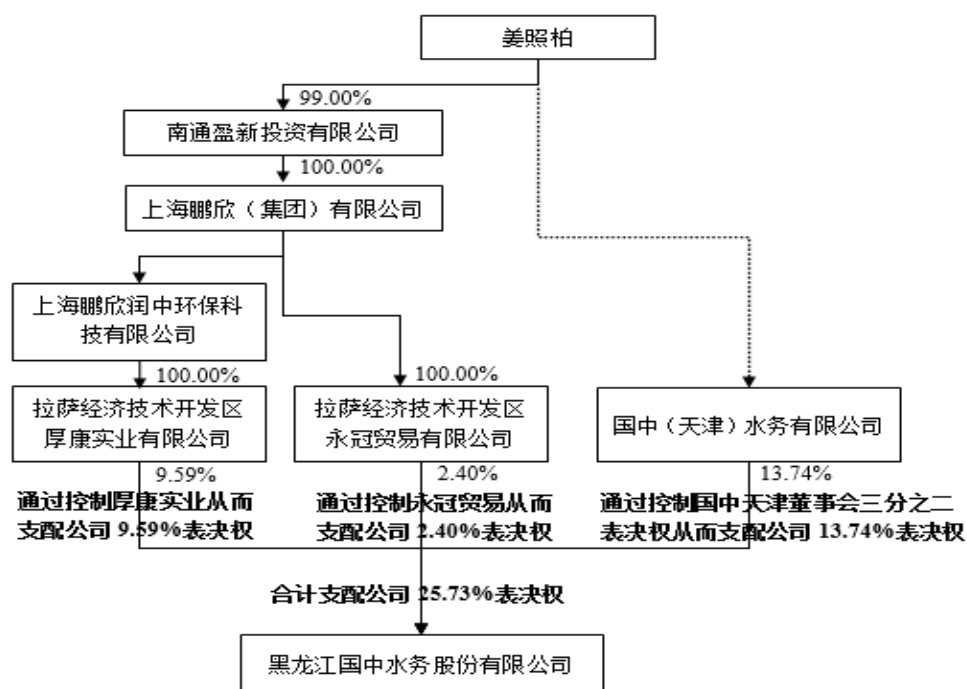 姜照柏
99.00%
南通盈新投资有限公司
100.00%
上海鹏欣（集团）有限公司
上海鹏欣润中环保科
技有限公司
100.00%
100.00%
拉萨经济技术开发区
厚康实业有限公司
拉萨经济技术开发区
永冠贸易有限公司
国中（天津）水务有限公司
9.59%
2.40%
13.74%
通过控制厚康实业从而
支配公司 9.59%表决权
通过控制永冠贸易从而
支配公司 2.40%表决权
通过控制国中天津董事会三分之二
表决权从而支配公司 13.74%表决权
合计支配公司 25.73%表决权
黑龙江国中水务股份有限公司